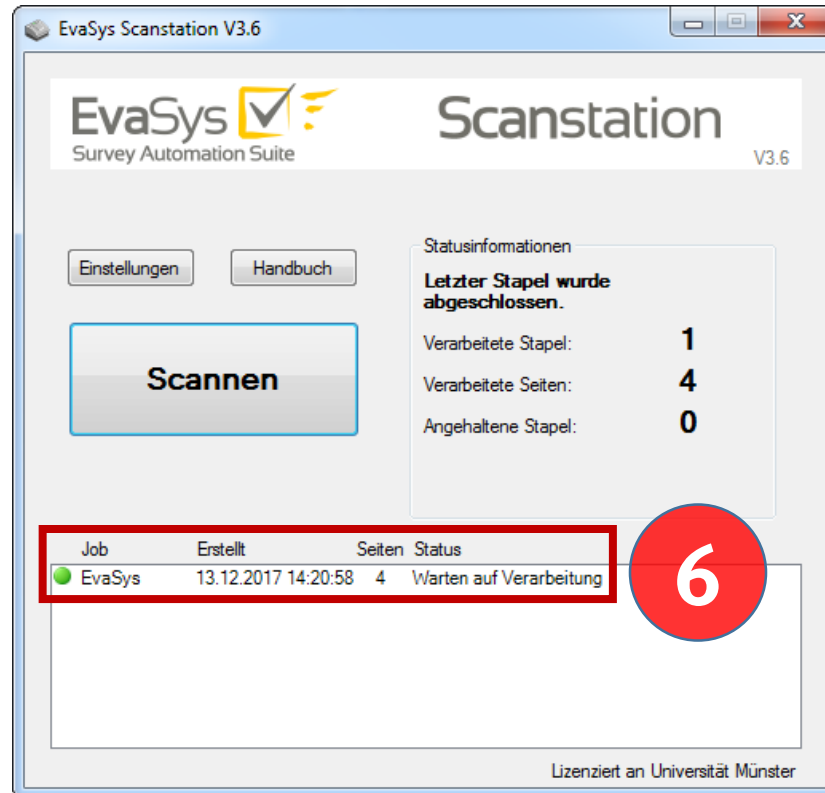 EvaSys Scanstation V3.6
EvaSys
Survey Automation Suite
Scanstation
V3.6
Einstellungen
Handbuch
Scannen
Statusinformationen
Letzter Stapel wurde
abgeschlossen.
Verarbeitete Stapel: 1
Verarbeitete Seiten: 4
Angehaltene Stapel: 0
Job Erstellt Seiten Status
EvaSys 13.12.2017 14:20:58 4 Warten auf Verarbeitung
6
Lizenziert an Universität Münster